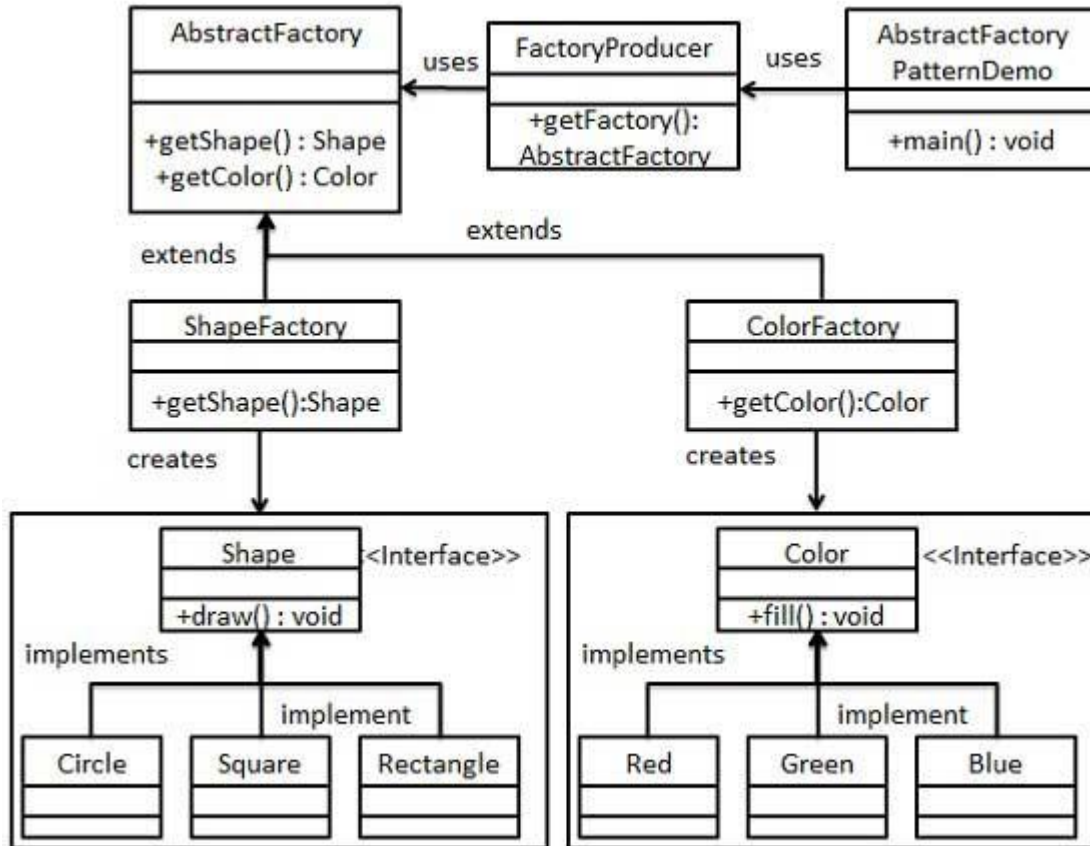 AbstractFactory
+getShape() : Shape
+getColor() : Color
uses
FactoryProducer
+getFactory():
AbstractFactory
uses
AbstractFactory
PatternDemo
+main() : void
extends
extends
ShapeFactory
+getShape():Shape
ColorFactory
+getColor():Color
creates
creates
Shape
<<Interface>>
+draw() : void
implements
implement
Circle
Square
Rectangle
Color
<<Interface>>
+fill() : void
implements
implement
Red
Green
Blue